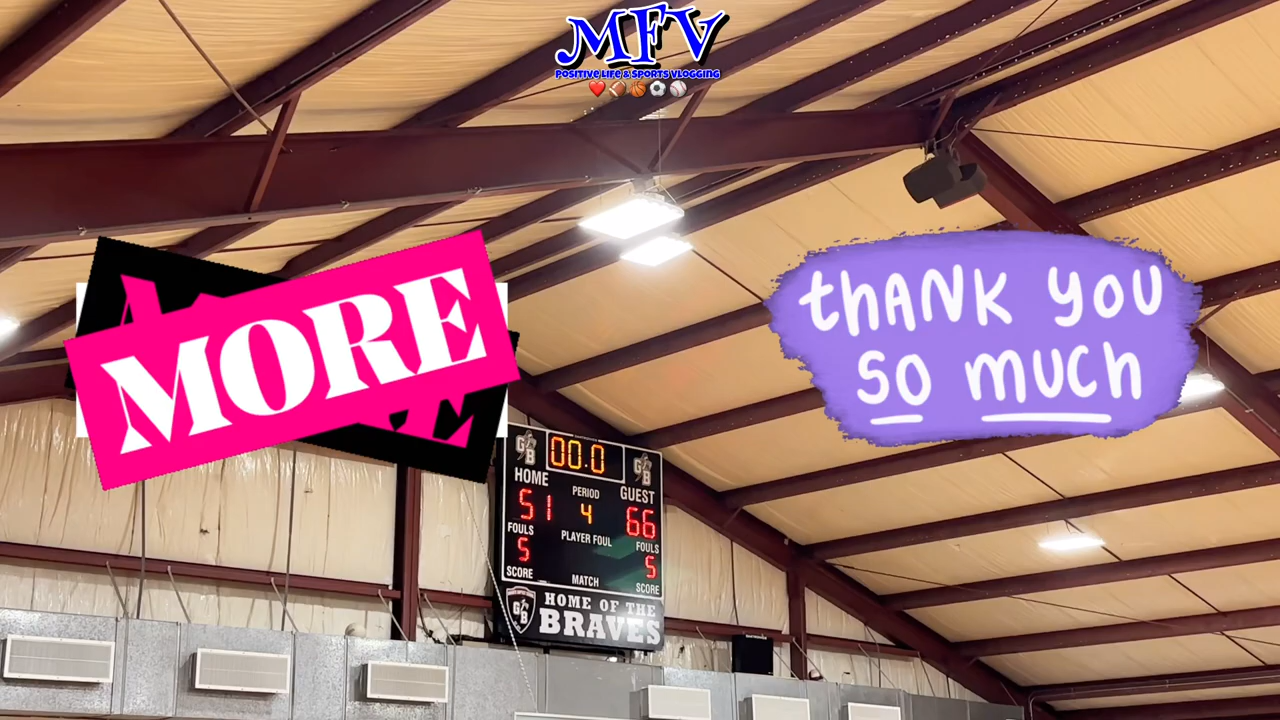 MFV
POSITIVE LIFE & SPORTS VLOGGING
MORE
THANK YOU
SO MUCH
GB
00.0
GB
HOME
PERIOD
GUEST
51
4
66
FOULS
PLAYER FOUL
FOULS
5
5
SCORE
MATCH
SCORE
GB
HOME OF THE
BRAVES